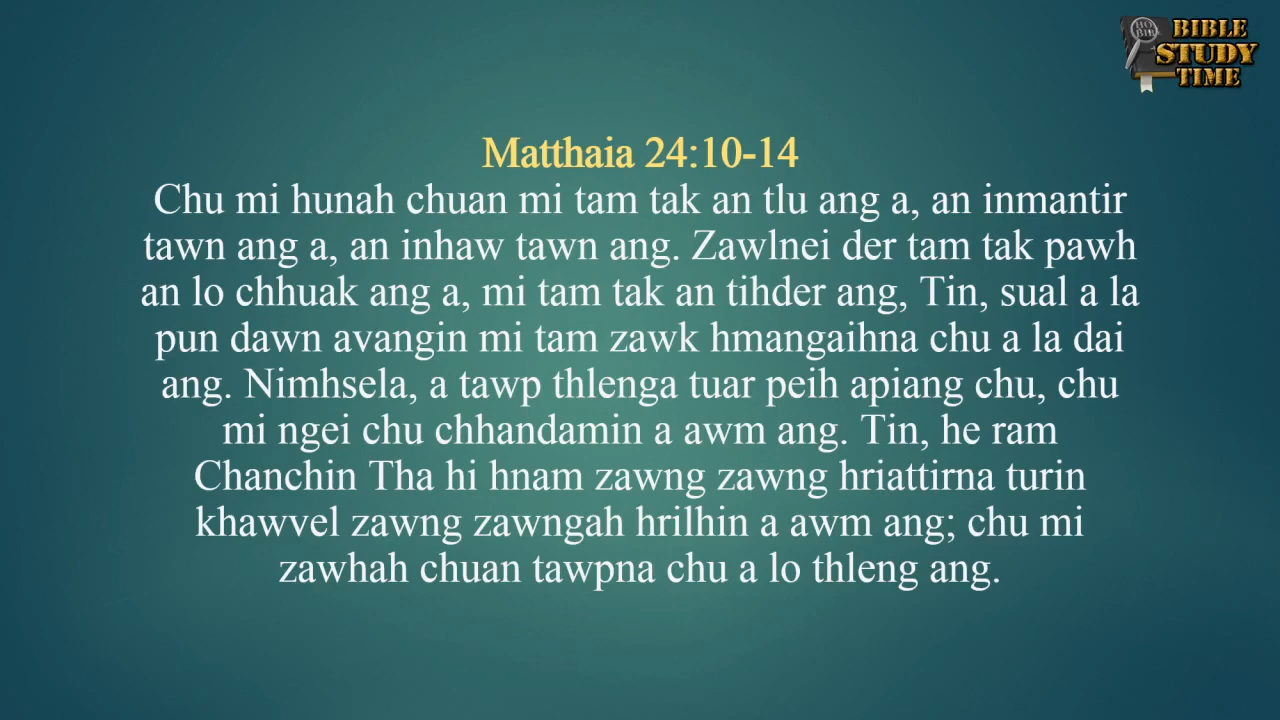 HO
BIB
BIBLE
STUDY
TIME
Matthaia 24:10-14
Chu mi hunah chuan mi tam tak an tlu ang a, an inmantir
tawn ang a, an inhaw tawn ang. Zawlnei der tam tak pawh
an lo chhuak ang a, mi tam tak an tihder ang, Tin, sual a la
pun dawn avangin mi tam zawk hmangaihna chu a la dai
ang. Nimhsela, a tawp thlenga tuar peih apiang chu, chu
mi ngei chu chhandamin a awm ang. Tin, he ram
Chanchin Tha hi hnam zawng zawng hriattirna turin
khawvel zawng zawngah hrilhin a awm ang; chu mi
zawhah chuan tawpna chu a lo thleng ang.